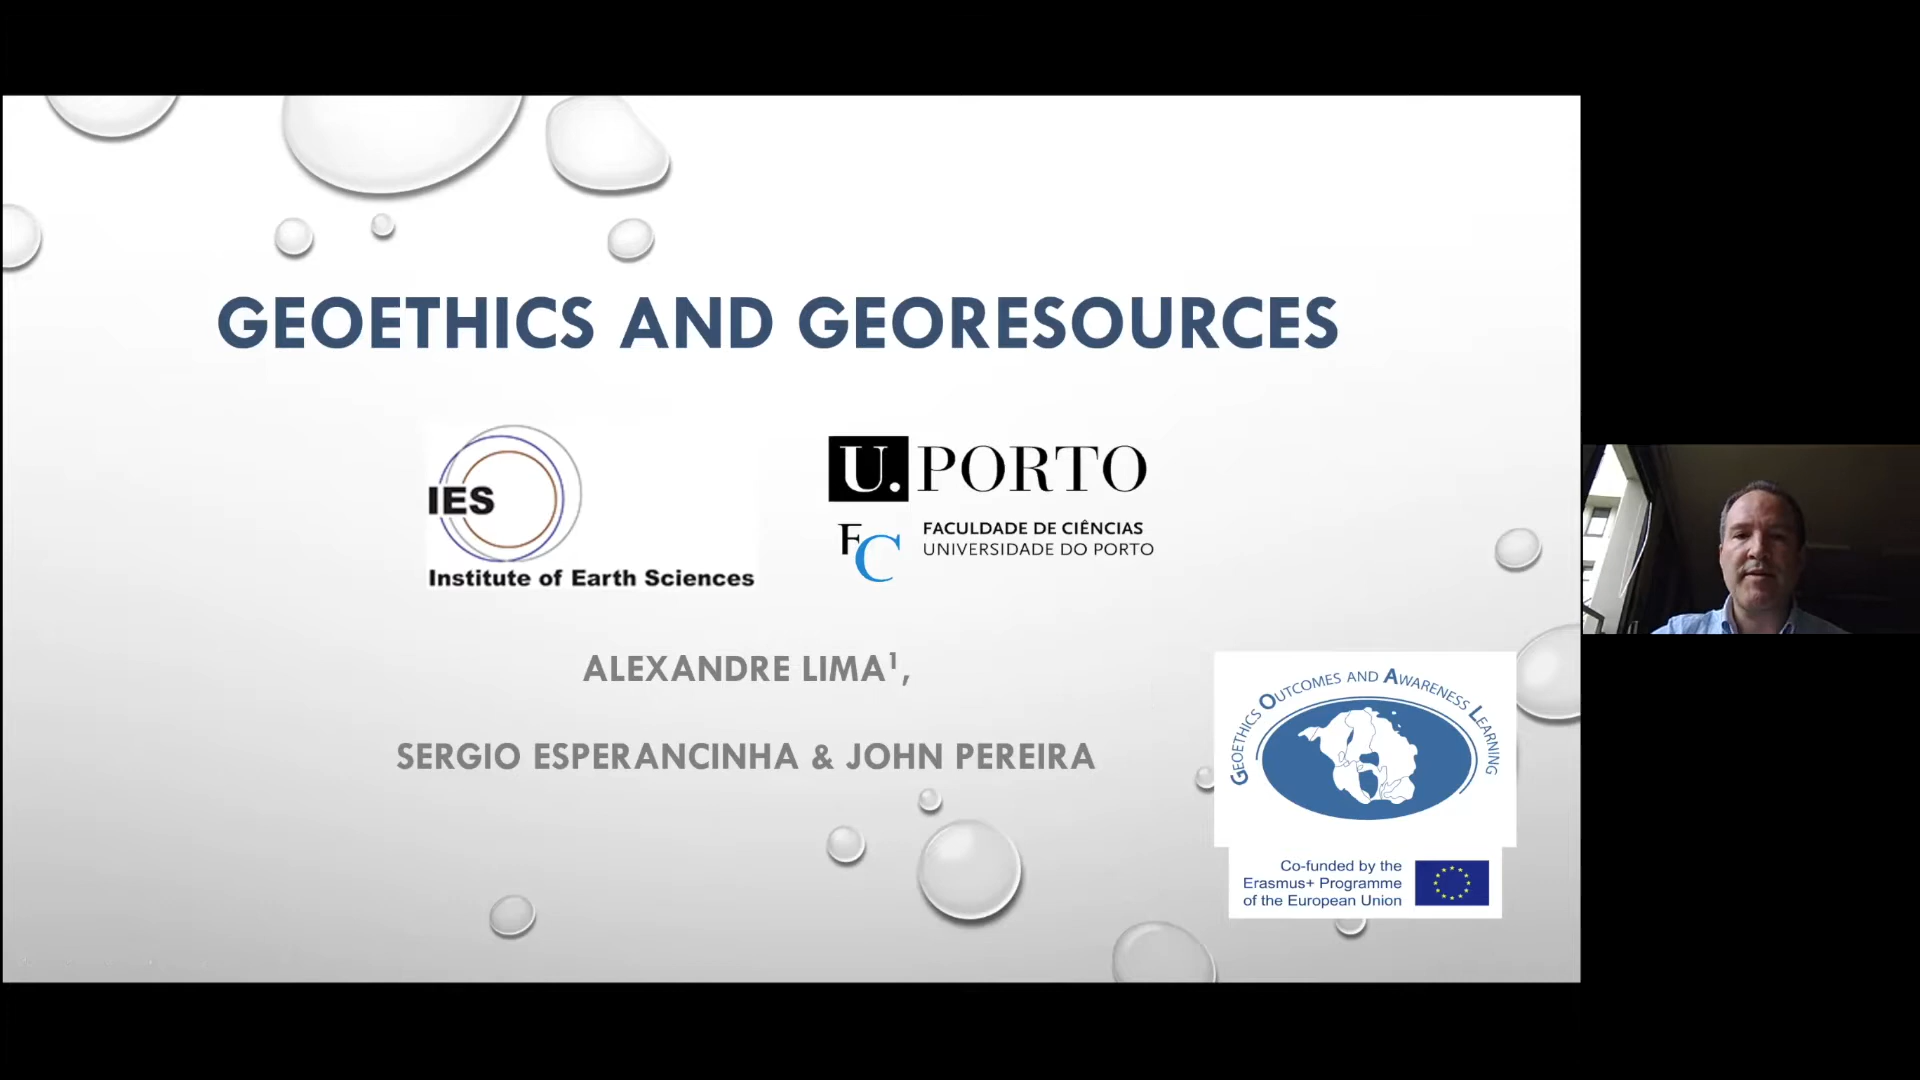 GEOETHICS AND GEORESOURCES
IES
Institute of Earth Sciences
U. PORTO
FC
FACULDADE DE CIÊNCIAS
UNIVERSIDADE DO PORTO
ALEXANDRE LIMA¹,
SERGIO ESPERANCINHA & JOHN PEREIRA
GEOETHICS OUTCOMES AND AWARENESS LEARNING
Co-funded by the
Erasmus+ Programme
of the European Union